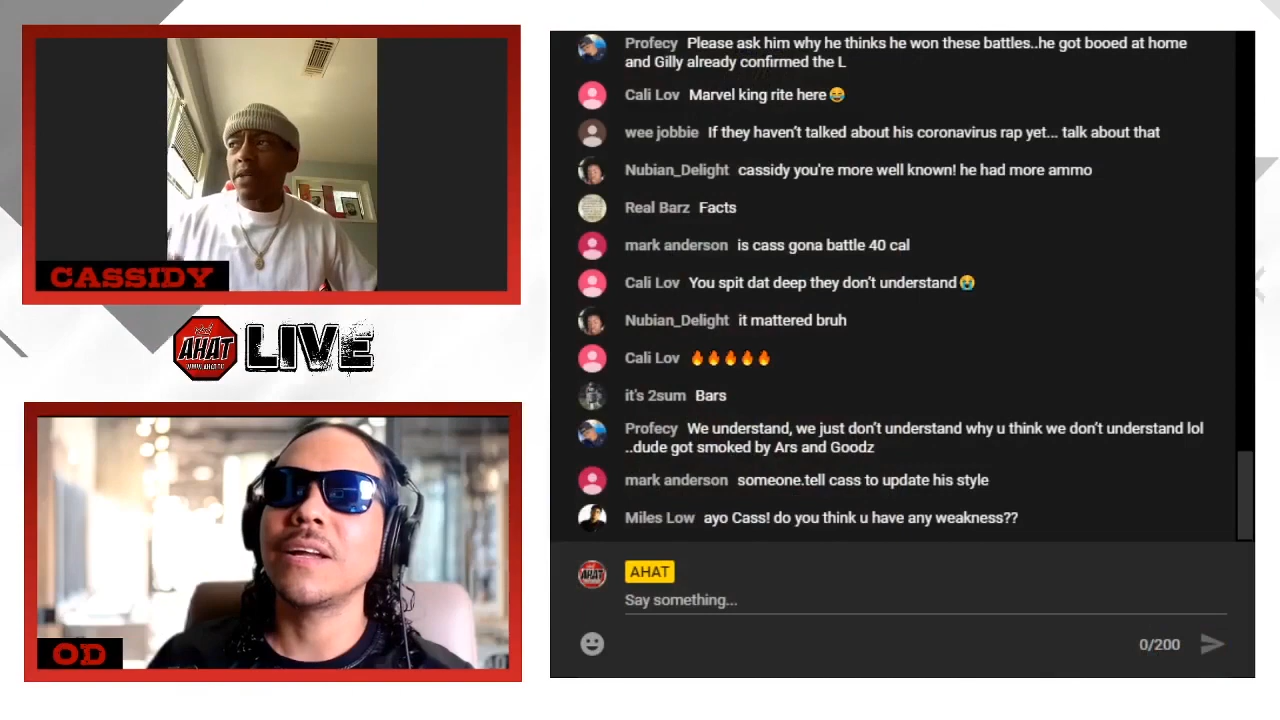 CASSIDY
AHAT
WWW.AHAT.TV
LIVE
OD
Profecy Please ask him why he thinks he won these battles..he got booed at home
and Gilly already confirmed the L
Cali Lov Marvel king rite here😂
wee jobbie If they haven't talked about his coronavirus rap yet... talk about that
Nubian_Delight cassidy you're more well known! he had more ammo
Real Barz Facts
mark anderson is cass gona battle 40 cal
Cali Lov You spit dat deep they don't understand😭
Nubian_Delight it mattered bruh
Cali Lov 🔥🔥🔥🔥🔥
it's 2sum Bars
Profecy We understand, we just don't understand why u think we don't understand lol
..dude got smoked by Ars and Goodz
mark anderson someone.tell cass to update his style
Miles Low ayo Cass! do you think u have any weakness??
AHAT
AHAT
Say something...
0/200